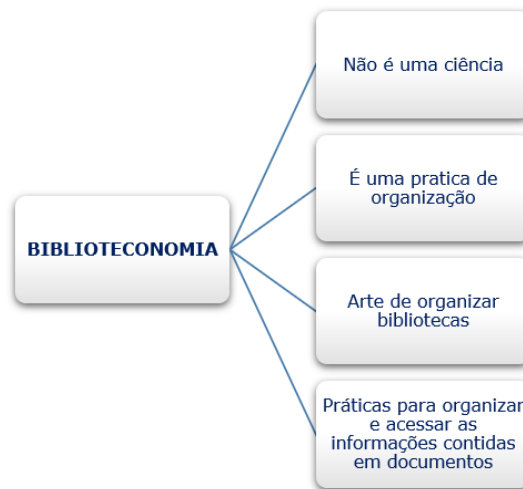 Não é uma ciência
É uma pratica de
organização
BIBLIOTECONOMIA
Arte de organizar
bibliotecas
Práticas para organizar
e acessar as
informações contidas
em documentos